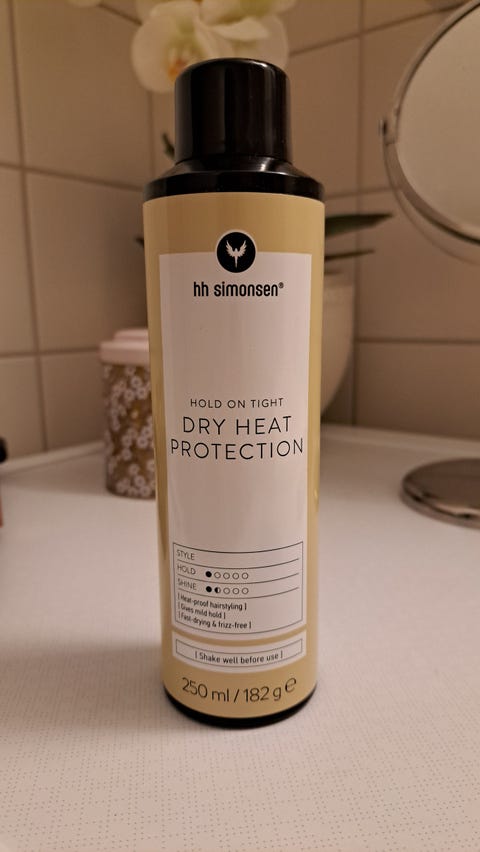 hh simonsen®
HOLD ON TIGHT
DRY HEAT
PROTECTION
STYLE
HOLD ●○○○○
SHINE ●◐○○○
| Heat-proof hairstyling |
| Gives mild hold |
| Fast-drying & frizz-free |
| Shake well before use |
250 ml / 182 g ℮